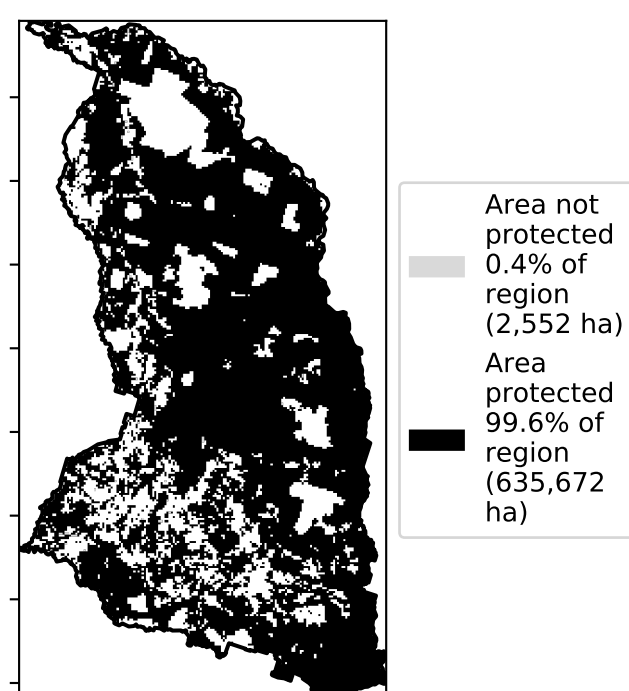 Area not
protected
0.4% of
region
(2,552 ha)
Area
protected
99.6% of
region
(635,672
ha)